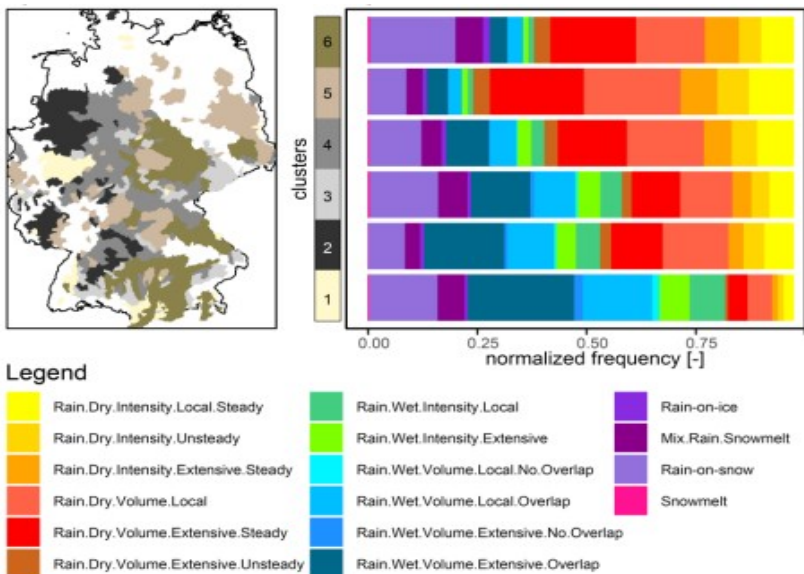 6
5
4
3
2
1
clusters
0.00 0.25 0.50 0.75
normalized frequency [-]
Legend
Rain.Dry.Intensity.Local.Steady
Rain.Dry.Intensity.Unsteady
Rain.Dry.Intensity.Extensive.Steady
Rain.Dry.Volume.Local
Rain.Dry.Volume.Extensive.Steady
Rain.Dry.Volume.Extensive.Unsteady
Rain.Wet.Intensity.Local
Rain.Wet.Intensity.Extensive
Rain.Wet.Volume.Local.No.Overlap
Rain.Wet.Volume.Local.Overlap
Rain.Wet.Volume.Extensive.No.Overlap
Rain.Wet.Volume.Extensive.Overlap
Rain-on-ice
Mix.Rain.Snowmelt
Rain-on-snow
Snowmelt